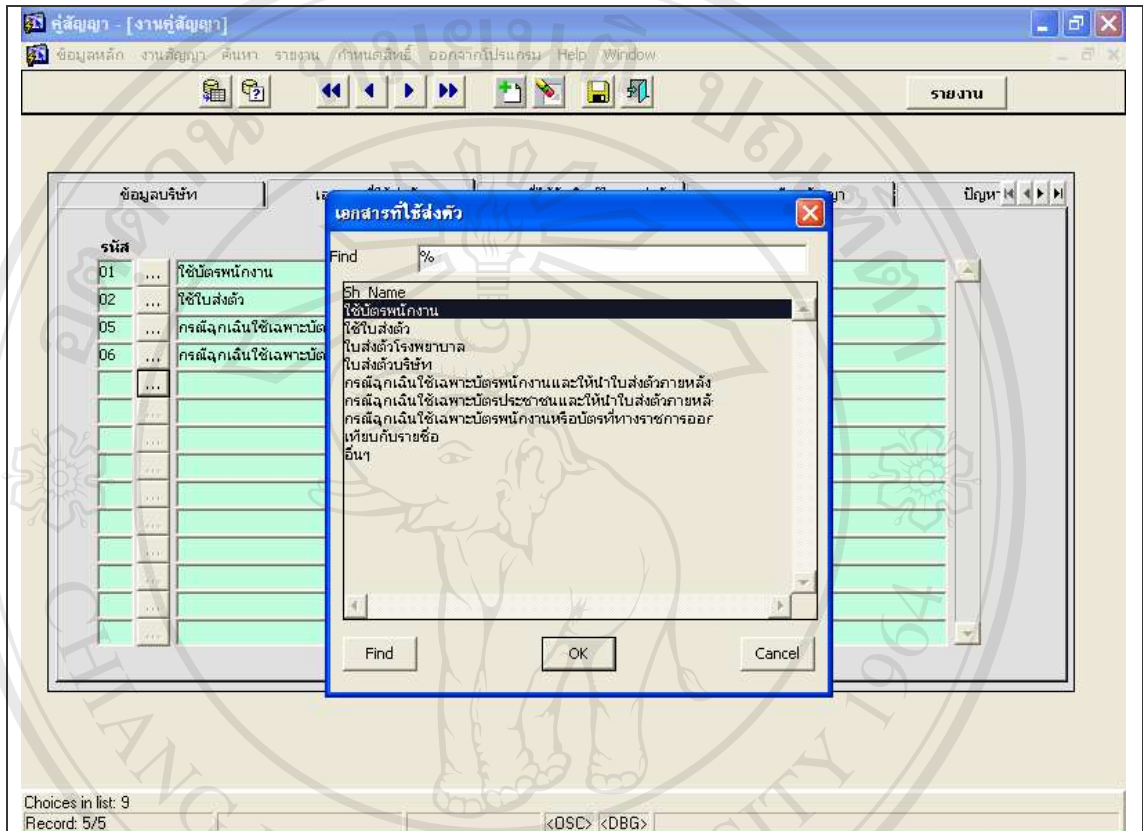 คู่สัญญา - [งานคู่สัญญา]
ข้อมูลหลัก งานสัญญา ค้นหา รายงาน กำหนดสิทธิ์ ออกจากโปรแกรม Help Window
รายงาน
ข้อมูลบริษัท
ปัญห
เอกสารที่ใช้ส่งตัว
รหัส
Find %
01 ... ใช้บัตรพนักงาน
02 ... ใช้ใบส่งตัว
05 ... กรณีฉุกเฉินใช้เฉพาะบัต
06 ... กรณีฉุกเฉินใช้เฉพาะบัต
...
Sh Name
ใช้บัตรพนักงาน
ใช้ใบส่งตัว
ใบส่งตัวโรงพยาบาล
ใบส่งตัวบริษัท
กรณีฉุกเฉินใช้เฉพาะบัตรพนักงานและให้นำใบส่งตัวภายหลัง
กรณีฉุกเฉินใช้เฉพาะบัตรประชาชนและให้นำใบส่งตัวภายหลั
กรณีฉุกเฉินใช้เฉพาะบัตรพนักงานหรือบัตรที่ทางราชการออก
เทียบกับรายชื่อ
อื่นๆ
Find OK Cancel
Choices in list: 9
Record: 5/5 <OSC> <DBG>